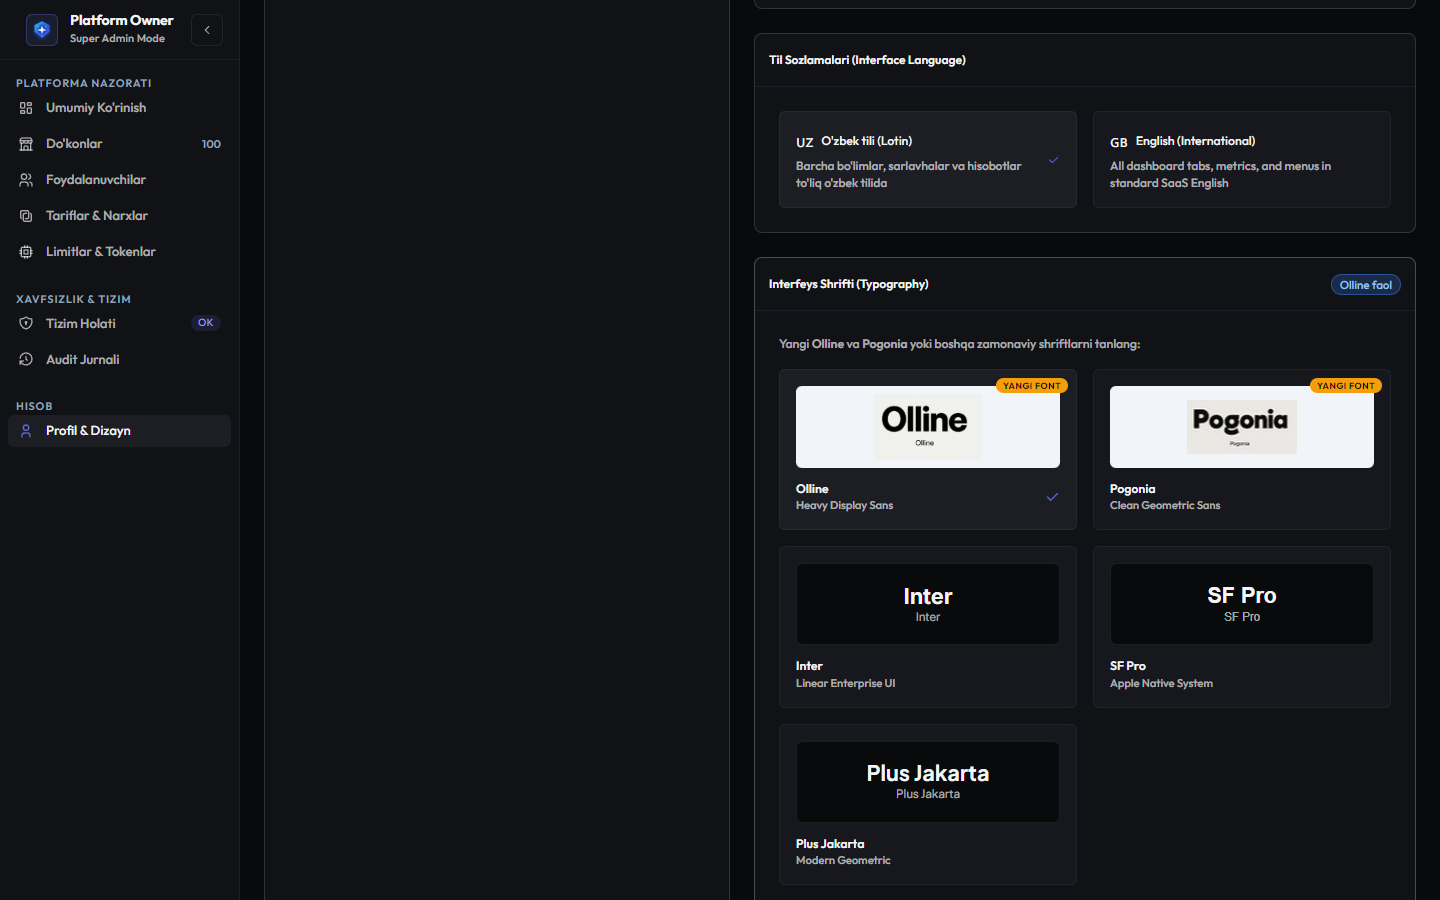 Platform Owner
Super Admin Mode
PLATFORMA NAZORATI
Umumiy Ko'rinish
Do'konlar 100
Foydalanuvchilar
Tariflar & Narxlar
Limitlar & Tokenlar
XAVFSIZLIK & TIZIM
Tizim Holati OK
Audit Jurnali
HISOB
Profil & Dizayn
Til Sozlamalari (Interface Language)
UZ O'zbek tili (Lotin)
Barcha bo'limlar, sarlavhalar va hisobotlar
to'liq o'zbek tilida
GB English (International)
All dashboard tabs, metrics, and menus in
standard SaaS English
Interfeys Shrifti (Typography)
Olline faol
Yangi Olline va Pogonia yoki boshqa zamonaviy shriftlarni tanlang:
YANGI FONT
Olline
Olline
Olline
Heavy Display Sans
YANGI FONT
Pogonia
Pogonia
Pogonia
Clean Geometric Sans
Inter
Inter
Inter
Linear Enterprise UI
SF Pro
SF Pro
SF Pro
Apple Native System
Plus Jakarta
Plus Jakarta
Plus Jakarta
Modern Geometric